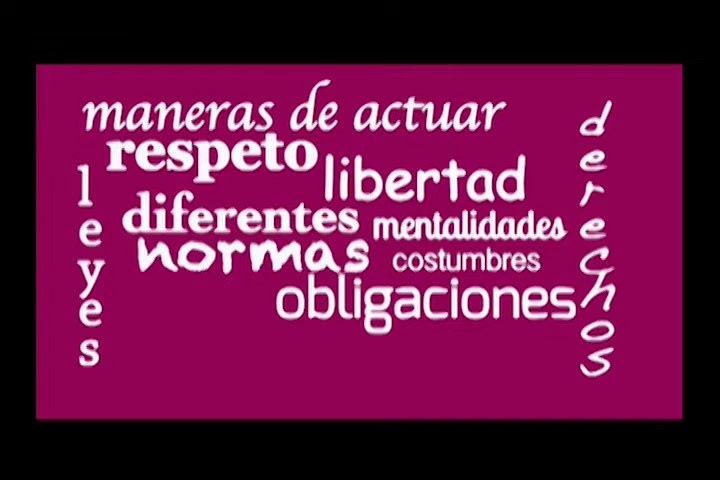 maneras de actuar
respeto
libertad
leyes
diferentes
mentalidades
normas
costumbres
obligaciones
derechos